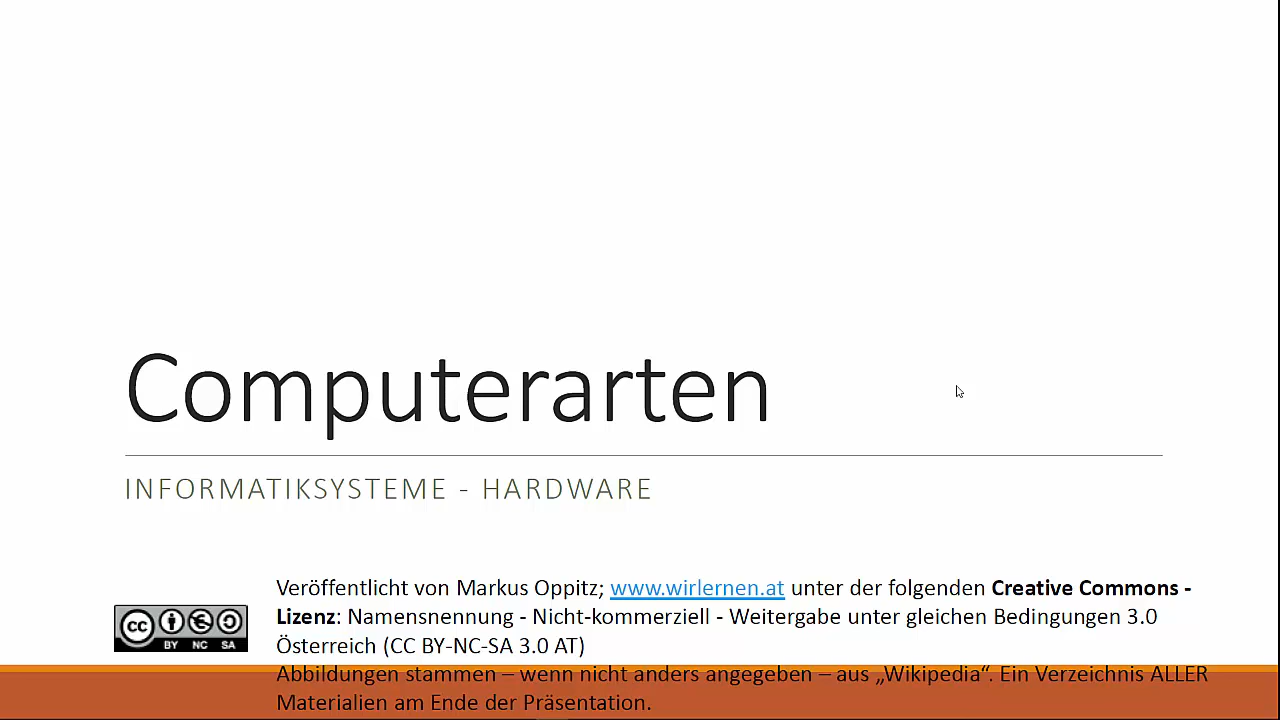 Computerarten
INFORMATIKSYSTEME - HARDWARE
Veröffentlicht von Markus Oppitz; www.wirlernen.at unter der folgenden Creative Commons -
Lizenz: Namensnennung - Nicht-kommerziell - Weitergabe unter gleichen Bedingungen 3.0
Österreich (CC BY-NC-SA 3.0 AT)
Abbildungen stammen – wenn nicht anders angegeben – aus „Wikipedia“. Ein Verzeichnis ALLER
Materialien am Ende der Präsentation.
cc
BY NC SA